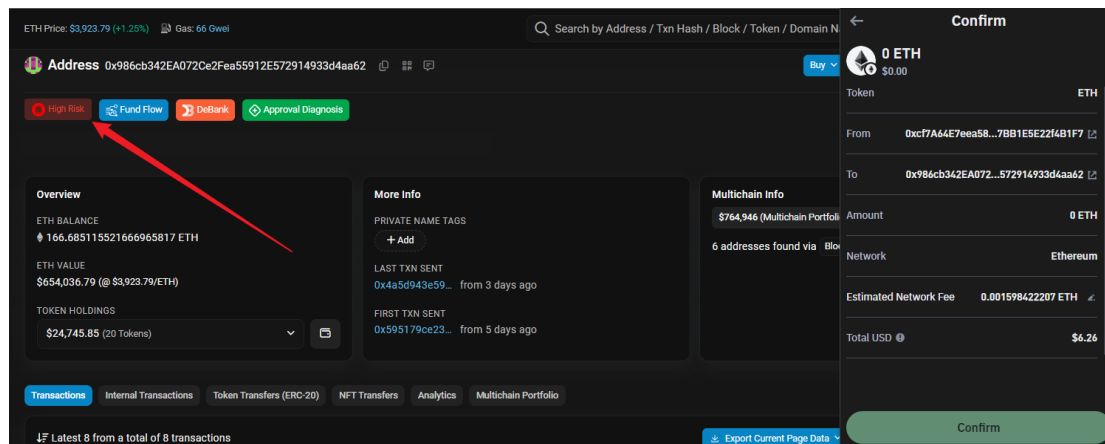 ETH Price: $3,923.79 (+1.25%) Gas: 66 Gwei
Search by Address / Txn Hash / Block / Token / Domain N
Address 0x986cb342EA072Ce2Fea55912E572914933d4aa62
Buy
High Risk
Fund Flow
DeBank
Approval Diagnosis
Overview
ETH BALANCE
166.685115521666965817 ETH
ETH VALUE
$654,036.79 (@ $3,923.79/ETH)
TOKEN HOLDINGS
$24,745.85 (20 Tokens)
More Info
PRIVATE NAME TAGS
+ Add
LAST TXN SENT
0x4a5d943e59... from 3 days ago
FIRST TXN SENT
0x595179ce23... from 5 days ago
Multichain Info
$764,946 (Multichain Portfoli
6 addresses found via Blo
Transactions
Internal Transactions
Token Transfers (ERC-20)
NFT Transfers
Analytics
Multichain Portfolio
Latest 8 from a total of 8 transactions
Export Current Page Data
Confirm
0 ETH
$0.00
Token ETH
From 0xcf7A64E7eea58...7BB1E5E22f4B1F7
To 0x986cb342EA072...572914933d4aa62
Amount 0 ETH
Network Ethereum
Estimated Network Fee 0.001598422207 ETH
Total USD $6.26
Confirm